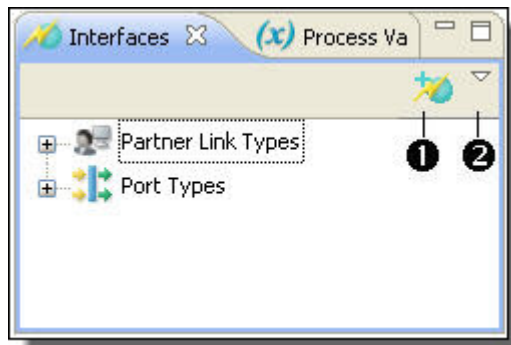 Interfaces (x) Process Va
Partner Link Types
Port Types
1 2